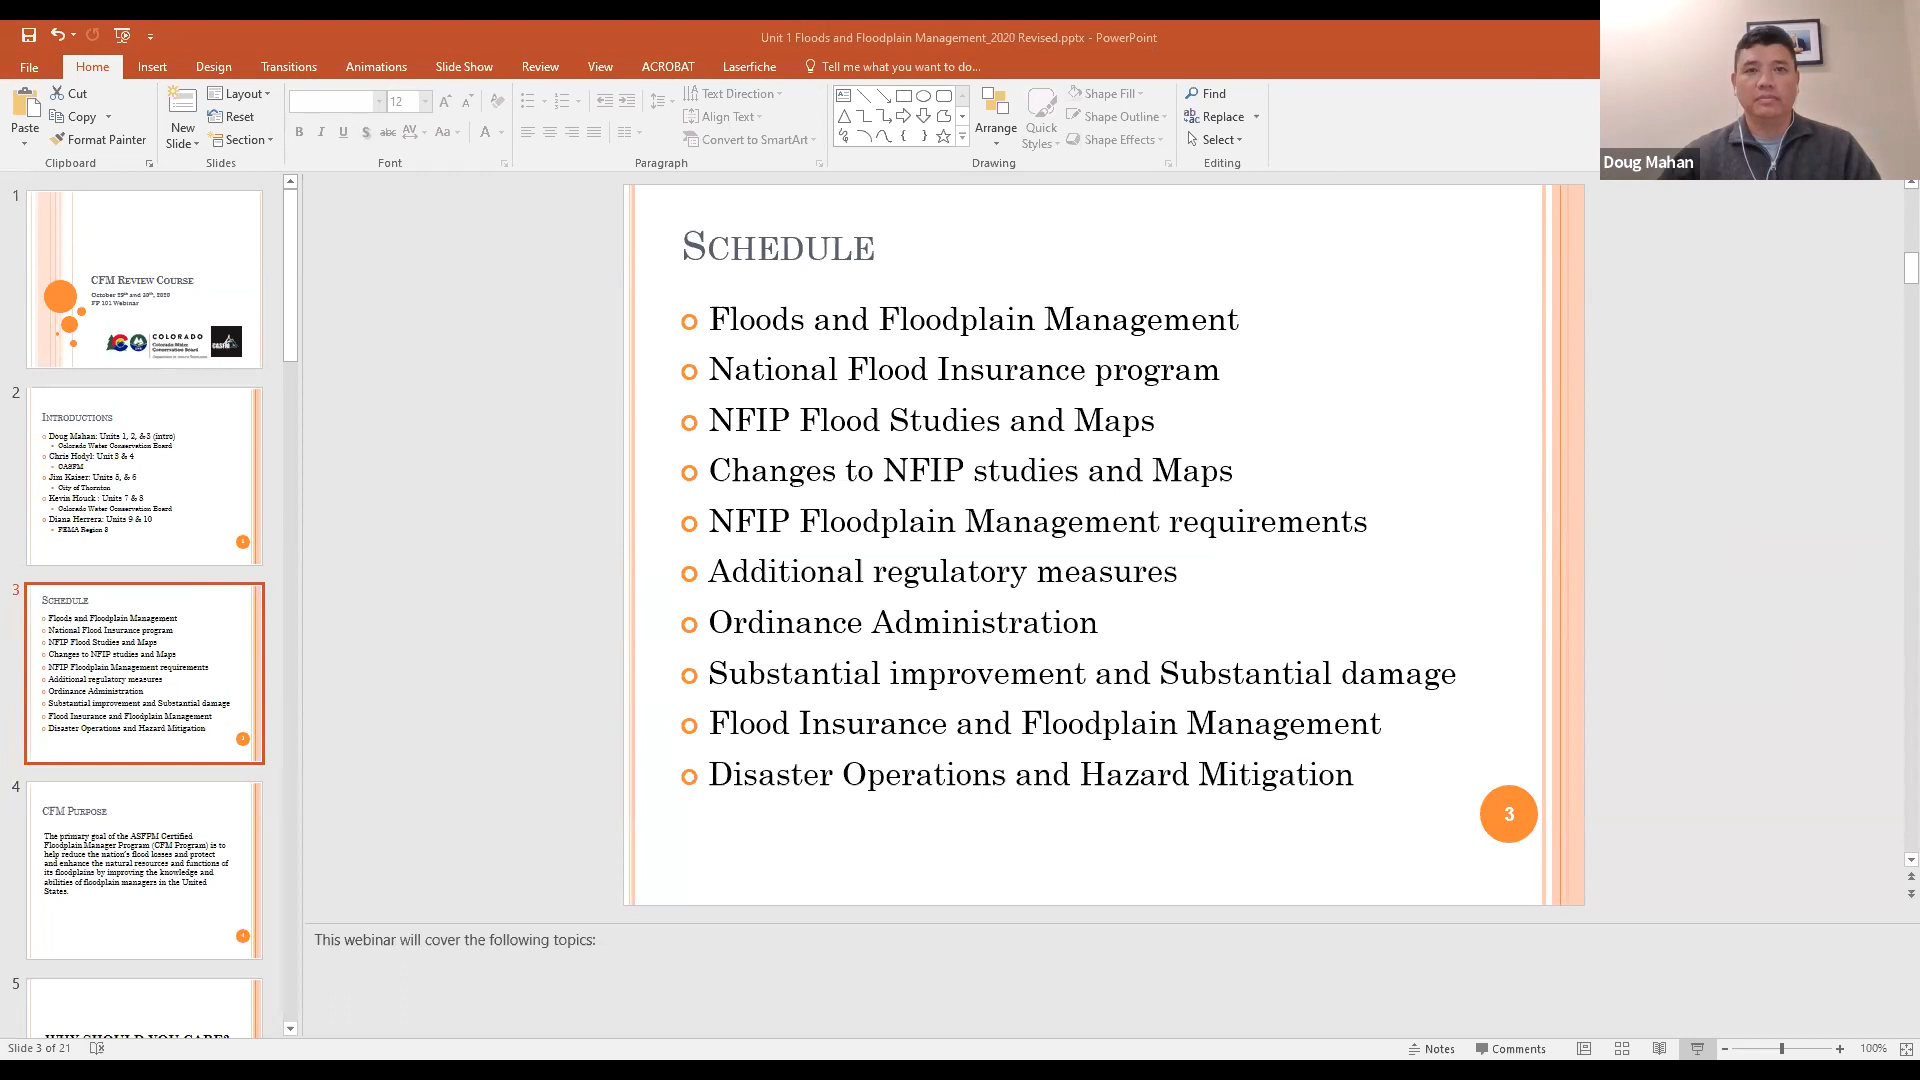 Unit 1 Floods and Floodplain Management_2020 Revised.pptx - PowerPoint
File Home Insert Design Transitions Animations Slide Show Review View ACROBAT Laserfiche Tell me what you want to do...
Paste
Cut
Copy
Format Painter
Clipboard
New Slide
Layout
Reset
Section
Slides
12
B I U S abc AV Aa A
Font
Text Direction
Align Text
Convert to SmartArt
Paragraph
Arrange
Quick Styles
Shape Fill
Shape Outline
Shape Effects
Drawing
Find
Replace
Select
Editing
Doug Mahan
1
CFM Review Course
October 29th and 30th, 2020
FP 101 Webinar
COLORADO
Colorado Water
Conservation Board
CASFM
2
Introductions
Doug Mahan: Units 1, 2, & 3 (intro)
Colorado Water Conservation Board
Chris Hodyl: Unit 3 & 4
CASFM
Jim Kaiser: Units 5, & 6
City of Thornton
Kevin Houck : Units 7 & 8
Colorado Water Conservation Board
Diana Herrera: Units 9 & 10
FEMA Region 8
3
Schedule
Floods and Floodplain Management
National Flood Insurance program
NFIP Flood Studies and Maps
Changes to NFIP studies and Maps
NFIP Floodplain Management requirements
Additional regulatory measures
Ordinance Administration
Substantial improvement and Substantial damage
Flood Insurance and Floodplain Management
Disaster Operations and Hazard Mitigation
3
4
CFM Purpose
The primary goal of the ASFPM Certified
Floodplain Manager Program (CFM Program) is to
help reduce the nation's flood losses and protect
and enhance the natural resources and functions of
its floodplains by improving the knowledge and
abilities of floodplain managers in the United
States.
4
5
WHY SHOULD YOU CARE?
Schedule
Floods and Floodplain Management
National Flood Insurance program
NFIP Flood Studies and Maps
Changes to NFIP studies and Maps
NFIP Floodplain Management requirements
Additional regulatory measures
Ordinance Administration
Substantial improvement and Substantial damage
Flood Insurance and Floodplain Management
Disaster Operations and Hazard Mitigation
3
This webinar will cover the following topics:
Slide 3 of 21
Notes
Comments
100%